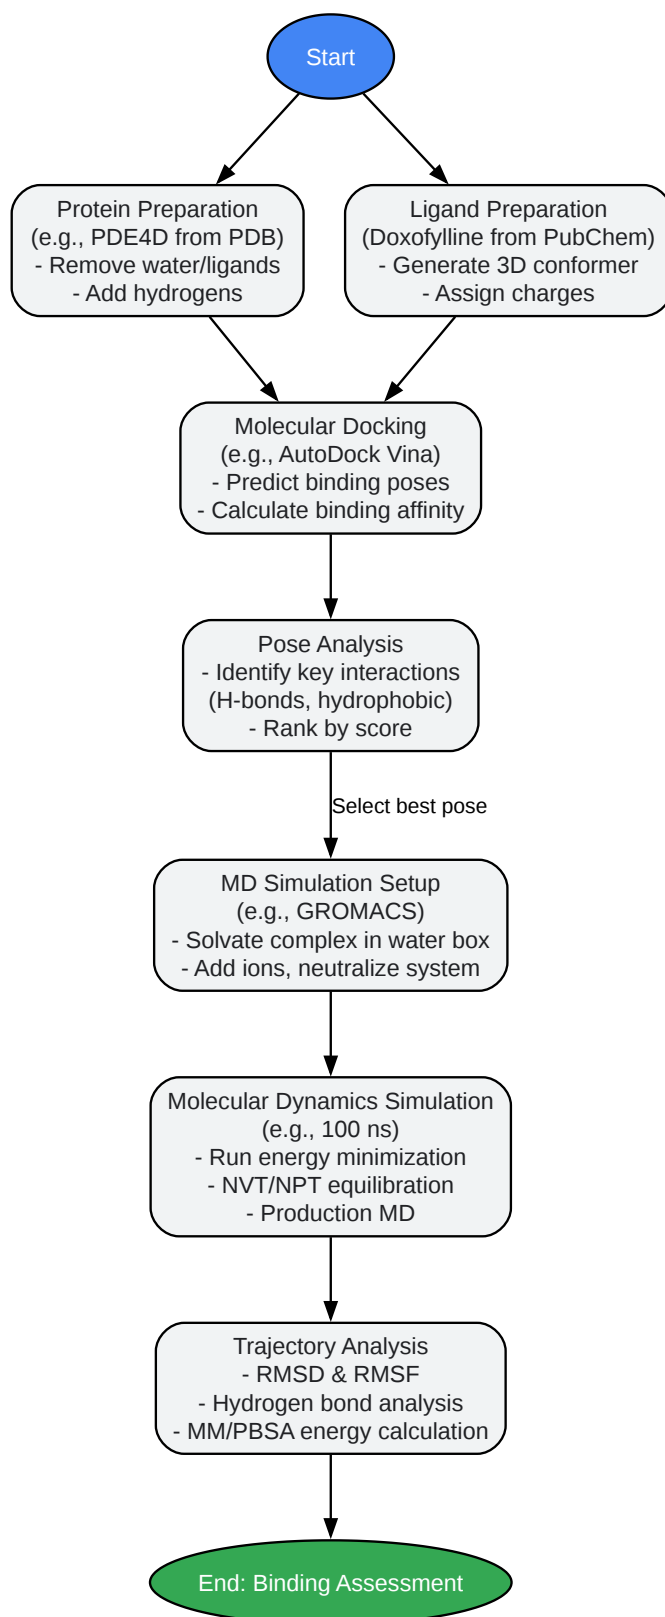 Start
Protein Preparation
(e.g., PDE4D from PDB)
- Remove water/ligands
- Add hydrogens
Ligand Preparation
(Doxofylline from PubChem)
- Generate 3D conformer
- Assign charges
Molecular Docking
(e.g., AutoDock Vina)
- Predict binding poses
- Calculate binding affinity
Pose Analysis
- Identify key interactions
(H-bonds, hydrophobic)
- Rank by score
Select best pose
MD Simulation Setup
(e.g., GROMACS)
- Solvate complex in water box
- Add ions, neutralize system
Molecular Dynamics Simulation
(e.g., 100 ns)
- Run energy minimization
- NVT/NPT equilibration
- Production MD
Trajectory Analysis
- RMSD & RMSF
- Hydrogen bond analysis
- MM/PBSA energy calculation
End: Binding Assessment